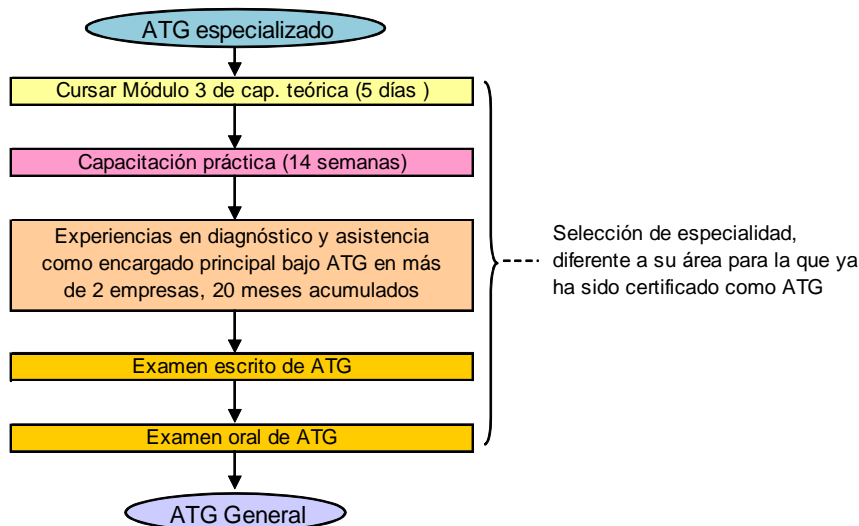 ATG especializado
Cursar Módulo 3 de cap. teórica (5 días )
Capacitación práctica (14 semanas)
Experiencias en diagnóstico y asistencia
como encargado principal bajo ATG en más
de 2 empresas, 20 meses acumulados
Selección de especialidad,
diferente a su área para la que ya
ha sido certificado como ATG
Examen escrito de ATG
Examen oral de ATG
ATG General